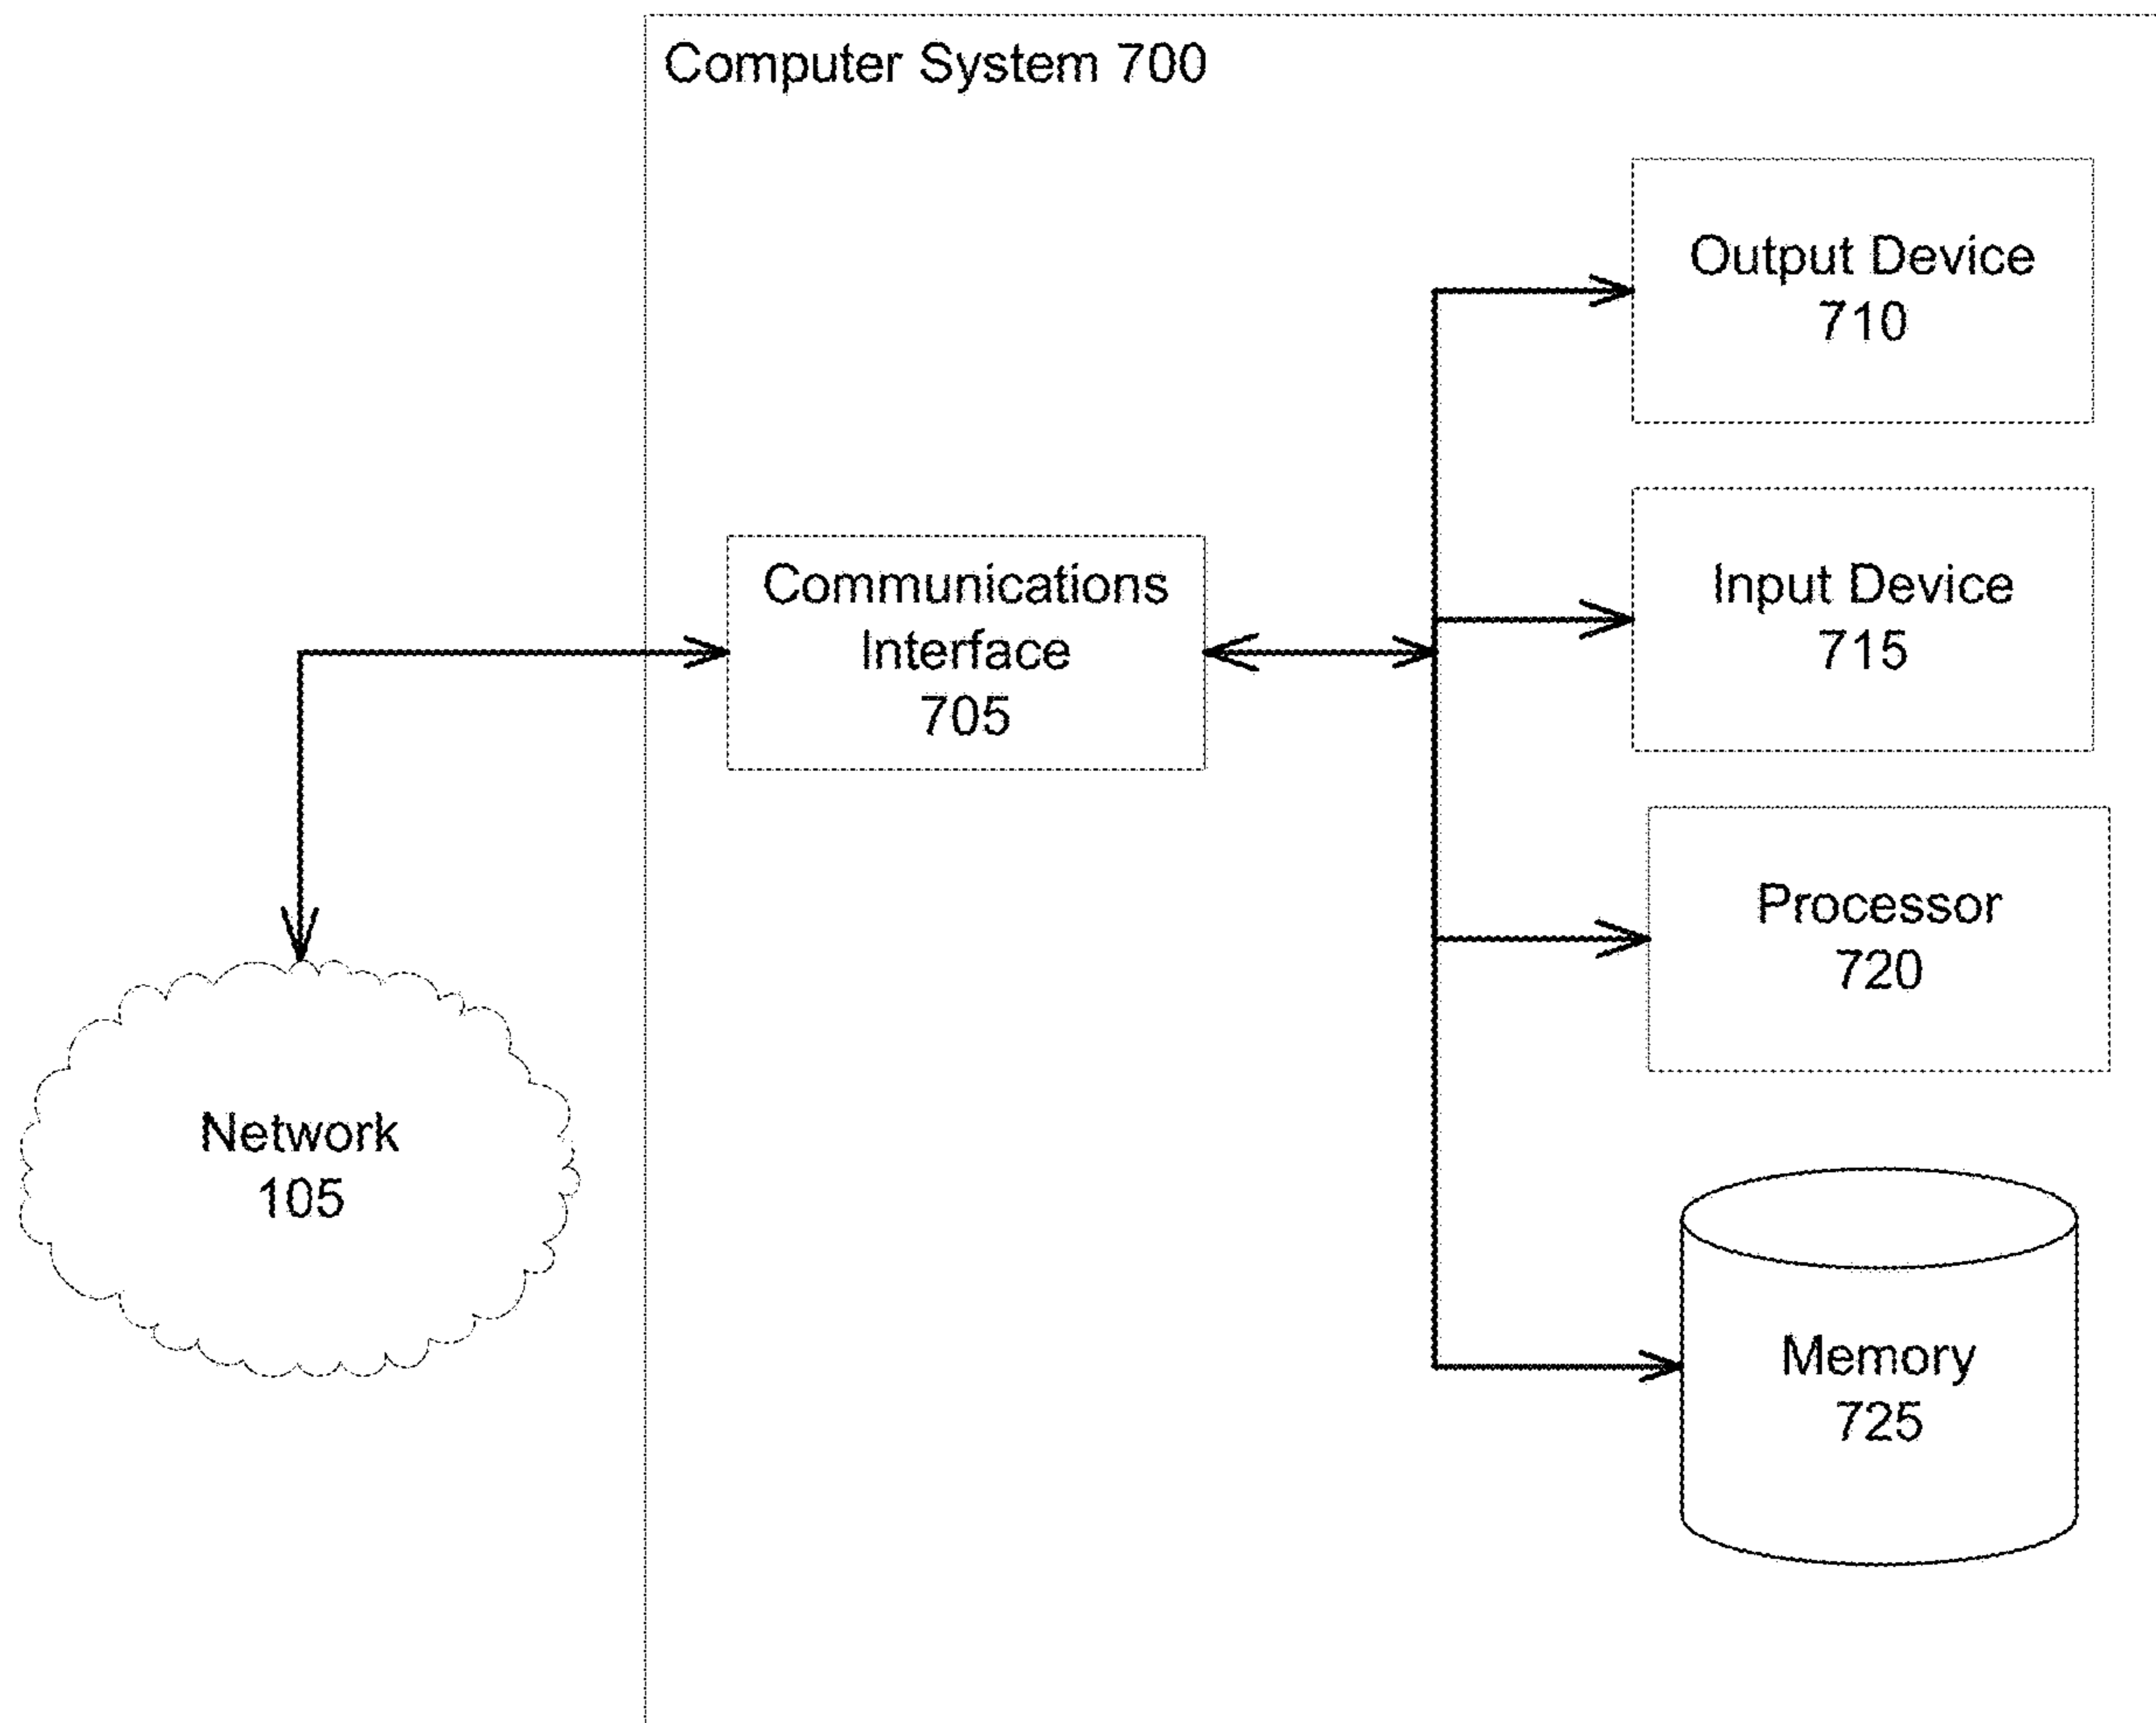 Computer System 700
Output Device
710
Input Device
715
Communications
Interface
705
Processor
720
Network
105
Memory
725